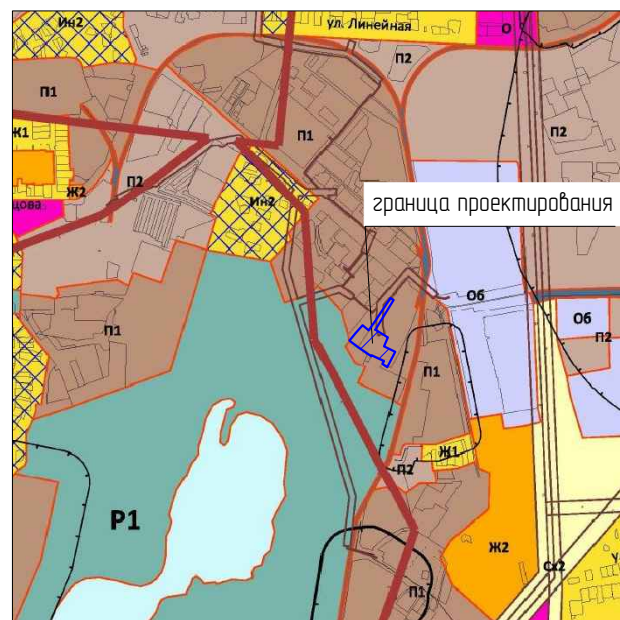 Ин2
ул. Линейная
О
П2
П1
П1
П2
Ж1
Ж2
П2
Ин2
граница проектирования
цова
Об
Об
П2
П1
П1
Ж1
П2
Р1
Ж2
Сх2
П1